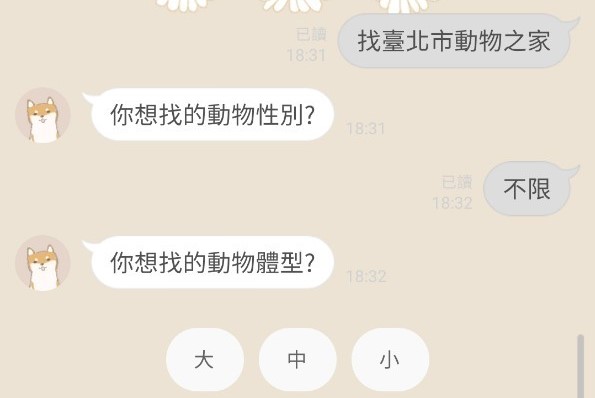 找臺北市動物之家
已讀
18:31
你想找的動物性別?
18:31
不限
已讀
18:32
你想找的動物體型?
18:32
大 中 小